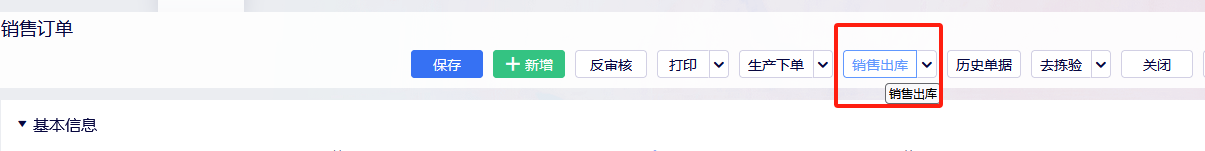 销售订单
保存 新增 反审核 打印 生产下单 销售出库 历史单据 去拣验 关闭
销售出库
基本信息